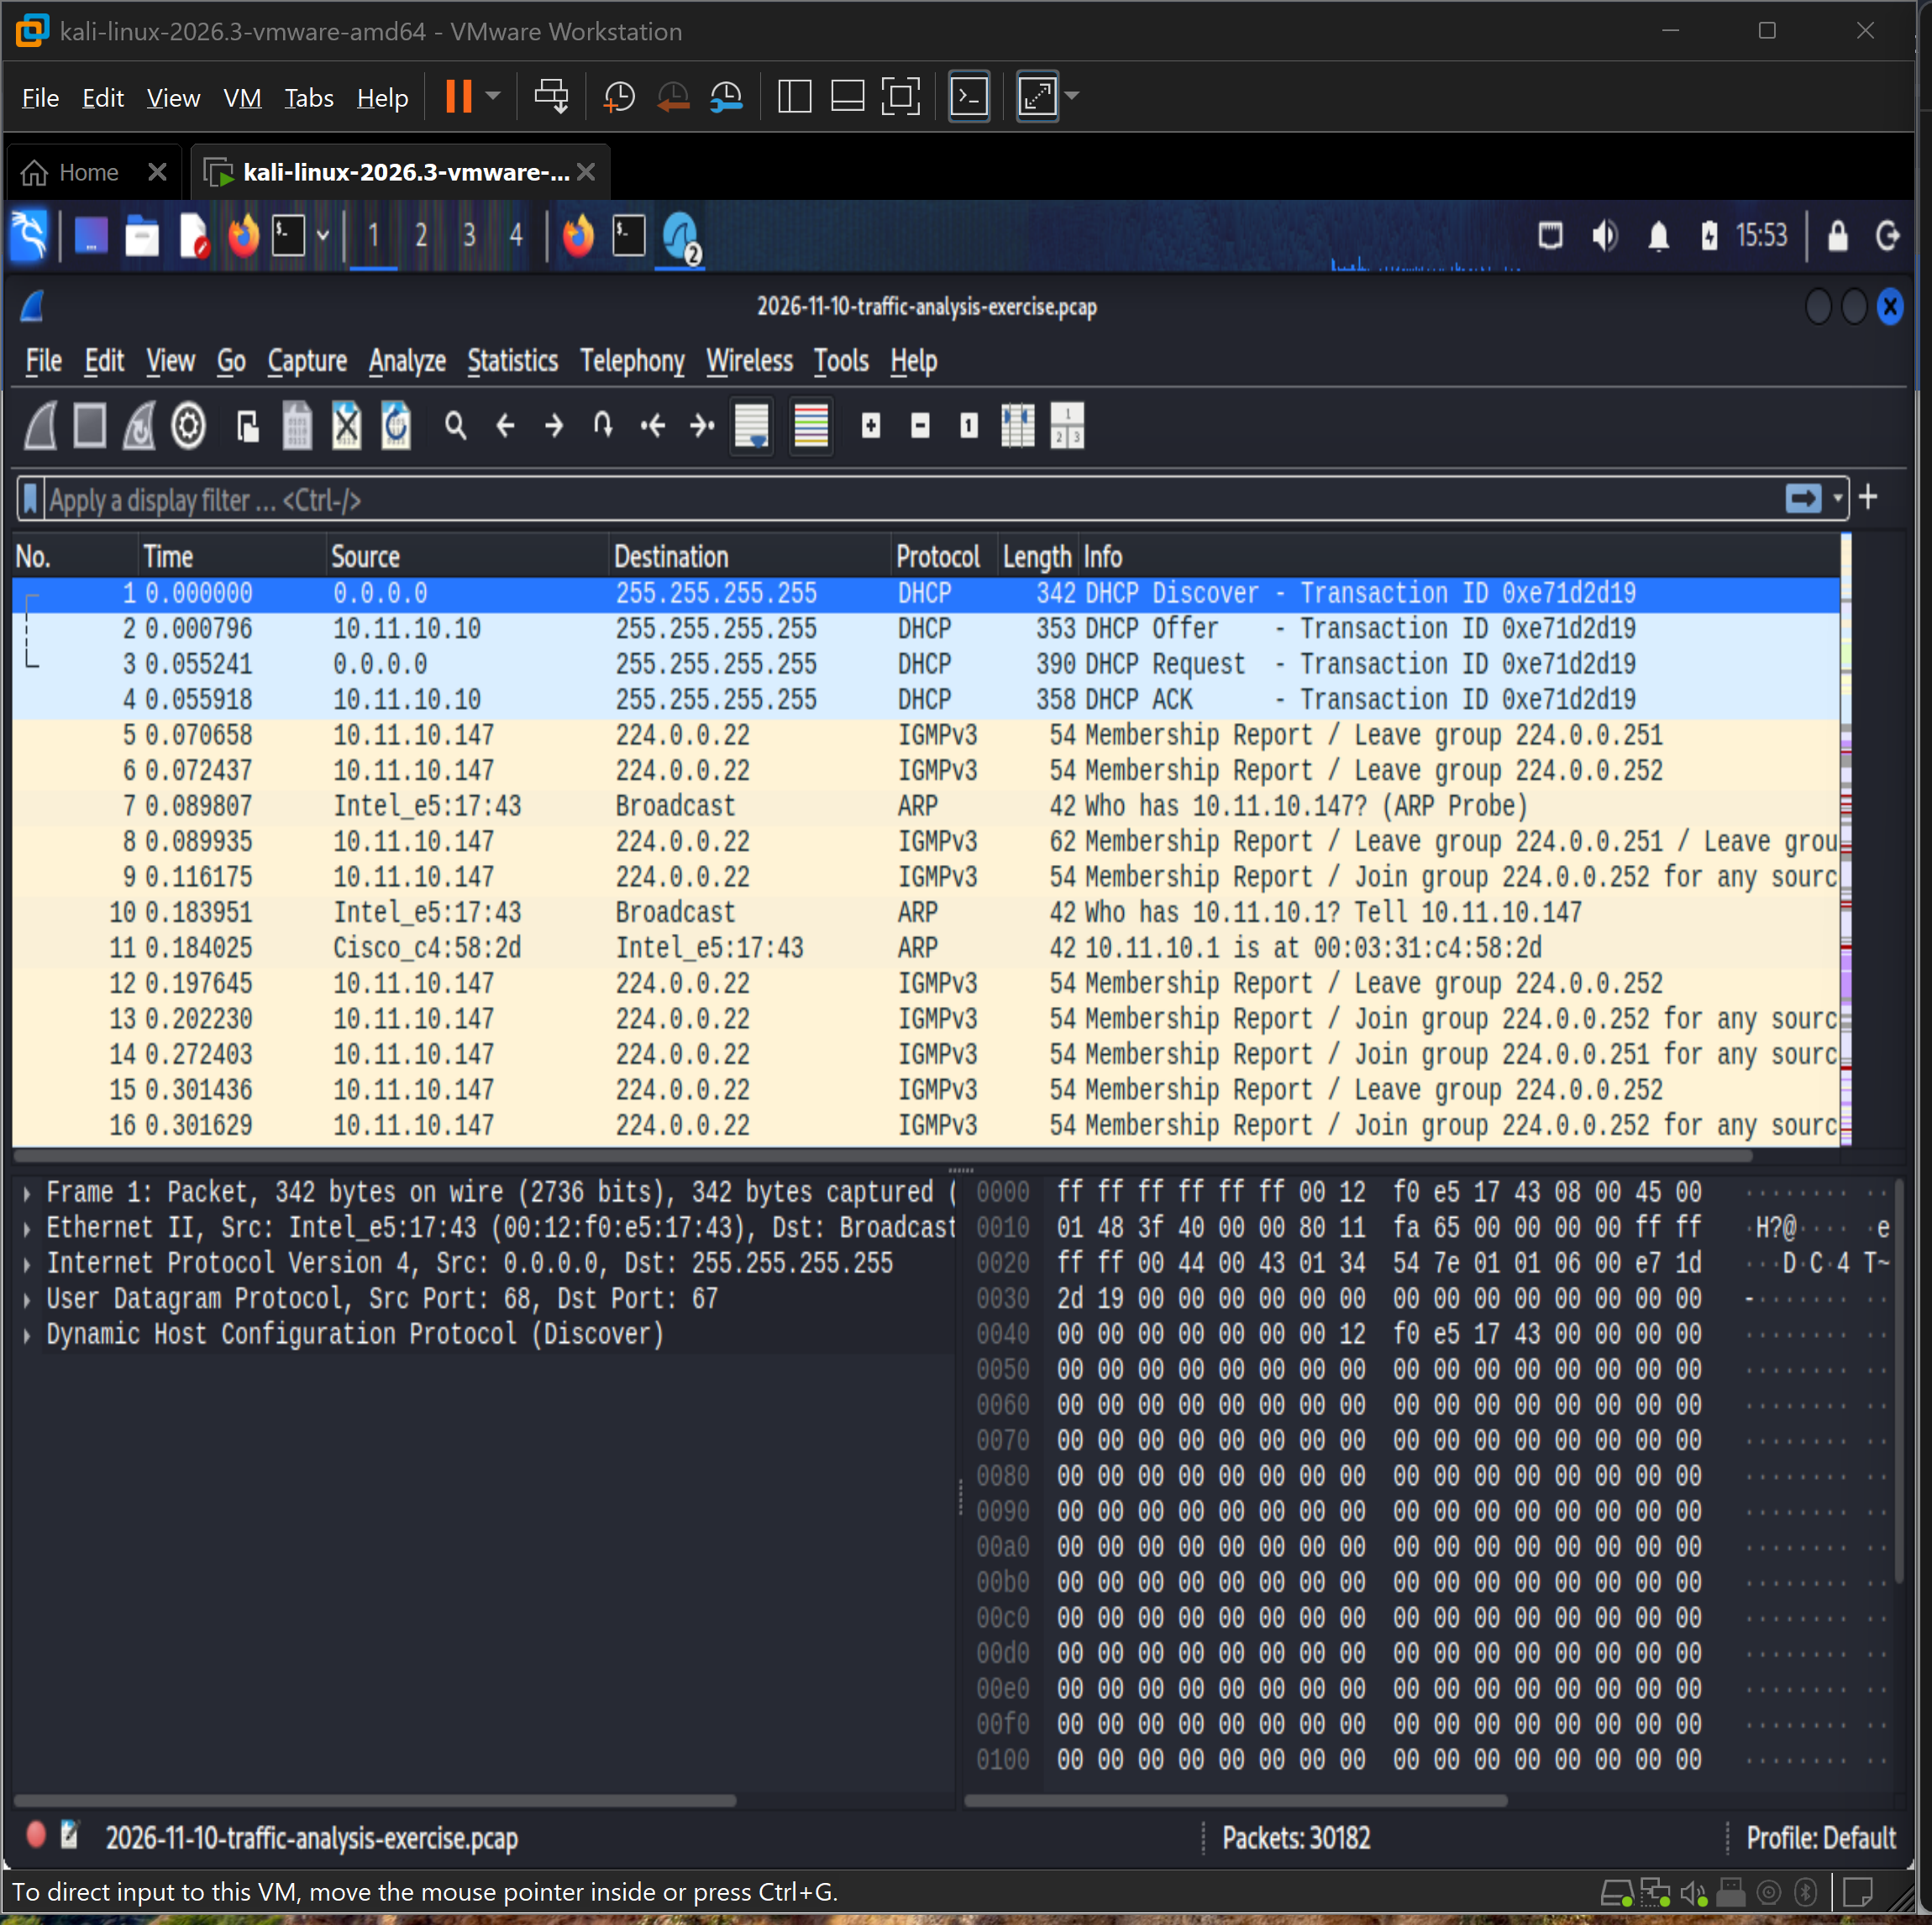 kali-linux-2026.3-vmware-amd64 - VMware Workstation
File Edit View VM Tabs Help
Home kali-linux-2026.3-vmware-...
1 2 3 4 2 15:53
2026-11-10-traffic-analysis-exercise.pcap
File Edit View Go Capture Analyze Statistics Telephony Wireless Tools Help
Apply a display filter ... <Ctrl-/>
No. Time Source Destination Protocol Length Info
1 0.000000 0.0.0.0 255.255.255.255 DHCP 342 DHCP Discover - Transaction ID 0xe71d2d19
2 0.000796 10.11.10.10 255.255.255.255 DHCP 353 DHCP Offer - Transaction ID 0xe71d2d19
3 0.055241 0.0.0.0 255.255.255.255 DHCP 390 DHCP Request - Transaction ID 0xe71d2d19
4 0.055918 10.11.10.10 255.255.255.255 DHCP 358 DHCP ACK - Transaction ID 0xe71d2d19
5 0.070658 10.11.10.147 224.0.0.22 IGMPv3 54 Membership Report / Leave group 224.0.0.251
6 0.072437 10.11.10.147 224.0.0.22 IGMPv3 54 Membership Report / Leave group 224.0.0.252
7 0.089807 Intel_e5:17:43 Broadcast ARP 42 Who has 10.11.10.147? (ARP Probe)
8 0.089935 10.11.10.147 224.0.0.22 IGMPv3 62 Membership Report / Leave group 224.0.0.251 / Leave grou
9 0.116175 10.11.10.147 224.0.0.22 IGMPv3 54 Membership Report / Join group 224.0.0.252 for any sourc
10 0.183951 Intel_e5:17:43 Broadcast ARP 42 Who has 10.11.10.1? Tell 10.11.10.147
11 0.184025 Cisco_c4:58:2d Intel_e5:17:43 ARP 42 10.11.10.1 is at 00:03:31:c4:58:2d
12 0.197645 10.11.10.147 224.0.0.22 IGMPv3 54 Membership Report / Leave group 224.0.0.252
13 0.202230 10.11.10.147 224.0.0.22 IGMPv3 54 Membership Report / Join group 224.0.0.252 for any sourc
14 0.272403 10.11.10.147 224.0.0.22 IGMPv3 54 Membership Report / Join group 224.0.0.251 for any sourc
15 0.301436 10.11.10.147 224.0.0.22 IGMPv3 54 Membership Report / Leave group 224.0.0.252
16 0.301629 10.11.10.147 224.0.0.22 IGMPv3 54 Membership Report / Join group 224.0.0.252 for any sourc
Frame 1: Packet, 342 bytes on wire (2736 bits), 342 bytes captured (
Ethernet II, Src: Intel_e5:17:43 (00:12:f0:e5:17:43), Dst: Broadcast
Internet Protocol Version 4, Src: 0.0.0.0, Dst: 255.255.255.255
User Datagram Protocol, Src Port: 68, Dst Port: 67
Dynamic Host Configuration Protocol (Discover)
0000 ff ff ff ff ff ff 00 12 f0 e5 17 43 08 00 45 00 ········ ··
0010 01 48 3f 40 00 00 80 11 fa 65 00 00 00 00 ff ff ·H?@···· ·e
0020 ff ff 00 44 00 43 01 34 54 7e 01 01 06 00 e7 1d ···D·C·4 T~
0030 2d 19 00 00 00 00 00 00 00 00 00 00 00 00 00 00 -······· ··
0040 00 00 00 00 00 00 00 12 f0 e5 17 43 00 00 00 00 ········ ··
0050 00 00 00 00 00 00 00 00 00 00 00 00 00 00 00 00 ········ ··
0060 00 00 00 00 00 00 00 00 00 00 00 00 00 00 00 00 ········ ··
0070 00 00 00 00 00 00 00 00 00 00 00 00 00 00 00 00 ········ ··
0080 00 00 00 00 00 00 00 00 00 00 00 00 00 00 00 00 ········ ··
0090 00 00 00 00 00 00 00 00 00 00 00 00 00 00 00 00 ········ ··
00a0 00 00 00 00 00 00 00 00 00 00 00 00 00 00 00 00 ········ ··
00b0 00 00 00 00 00 00 00 00 00 00 00 00 00 00 00 00 ········ ··
00c0 00 00 00 00 00 00 00 00 00 00 00 00 00 00 00 00 ········ ··
00d0 00 00 00 00 00 00 00 00 00 00 00 00 00 00 00 00 ········ ··
00e0 00 00 00 00 00 00 00 00 00 00 00 00 00 00 00 00 ········ ··
00f0 00 00 00 00 00 00 00 00 00 00 00 00 00 00 00 00 ········ ··
0100 00 00 00 00 00 00 00 00 00 00 00 00 00 00 00 00 ········ ··
2026-11-10-traffic-analysis-exercise.pcap Packets: 30182 Profile: Default
To direct input to this VM, move the mouse pointer inside or press Ctrl+G.